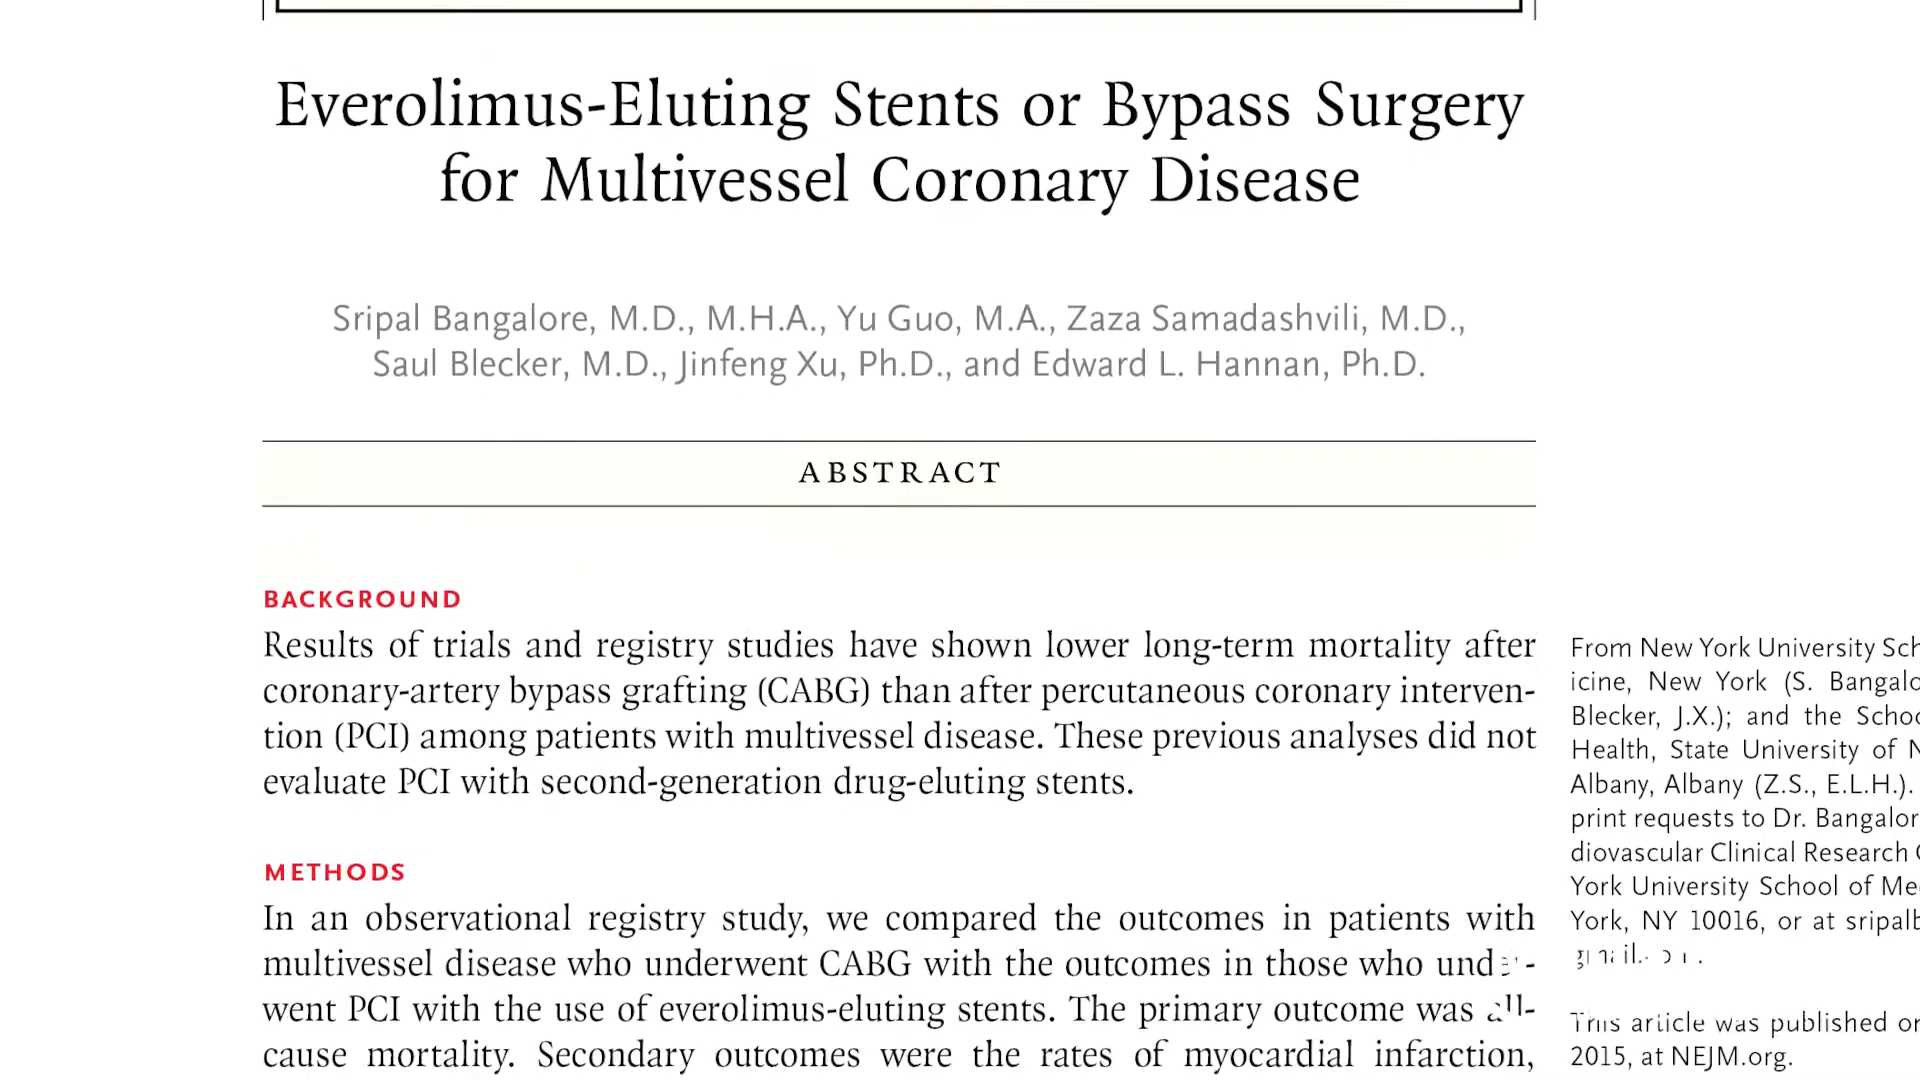 Everolimus-Eluting Stents or Bypass Surgery
for Multivessel Coronary Disease
Sripal Bangalore, M.D., M.H.A., Yu Guo, M.A., Zaza Samadashvili, M.D.,
Saul Blecker, M.D., Jinfeng Xu, Ph.D., and Edward L. Hannan, Ph.D.
ABSTRACT
BACKGROUND
Results of trials and registry studies have shown lower long-term mortality after
coronary-artery bypass grafting (CABG) than after percutaneous coronary interven-
tion (PCI) among patients with multivessel disease. These previous analyses did not
evaluate PCI with second-generation drug-eluting stents.
METHODS
In an observational registry study, we compared the outcomes in patients with
multivessel disease who underwent CABG with the outcomes in those who under-
went PCI with the use of everolimus-eluting stents. The primary outcome was all-
cause mortality. Secondary outcomes were the rates of myocardial infarction,
From New York University Sch
icine, New York (S. Bangalo
Blecker, J.X.); and the Schoo
Health, State University of N
Albany, Albany (Z.S., E.L.H.).
print requests to Dr. Bangalor
diovascular Clinical Research
York University School of Me
York, NY 10016, or at sripalb
This article was published on
2015, at NEJM.org.